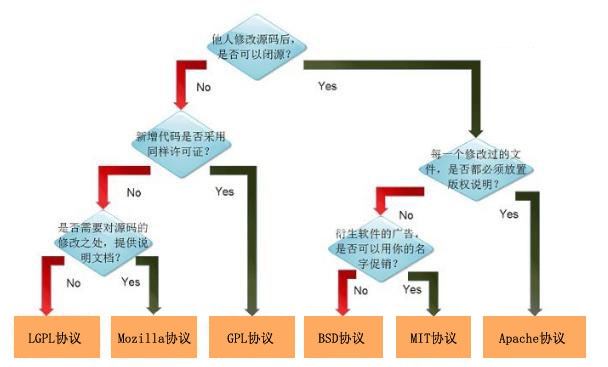 他人修改源码后，
是否可以闭源？
No
Yes
新增代码是否采用
同样许可证？
每一个修改过的文
件，是否都必须放置
版权说明？
No
Yes
No
Yes
是否需要对源码的
修改之处，提供说
明文档？
衍生软件的广告，
是否可以用你的名
字促销？
No
Yes
No
Yes
LGPL协议
Mozilla协议
GPL协议
BSD协议
MIT协议
Apache协议